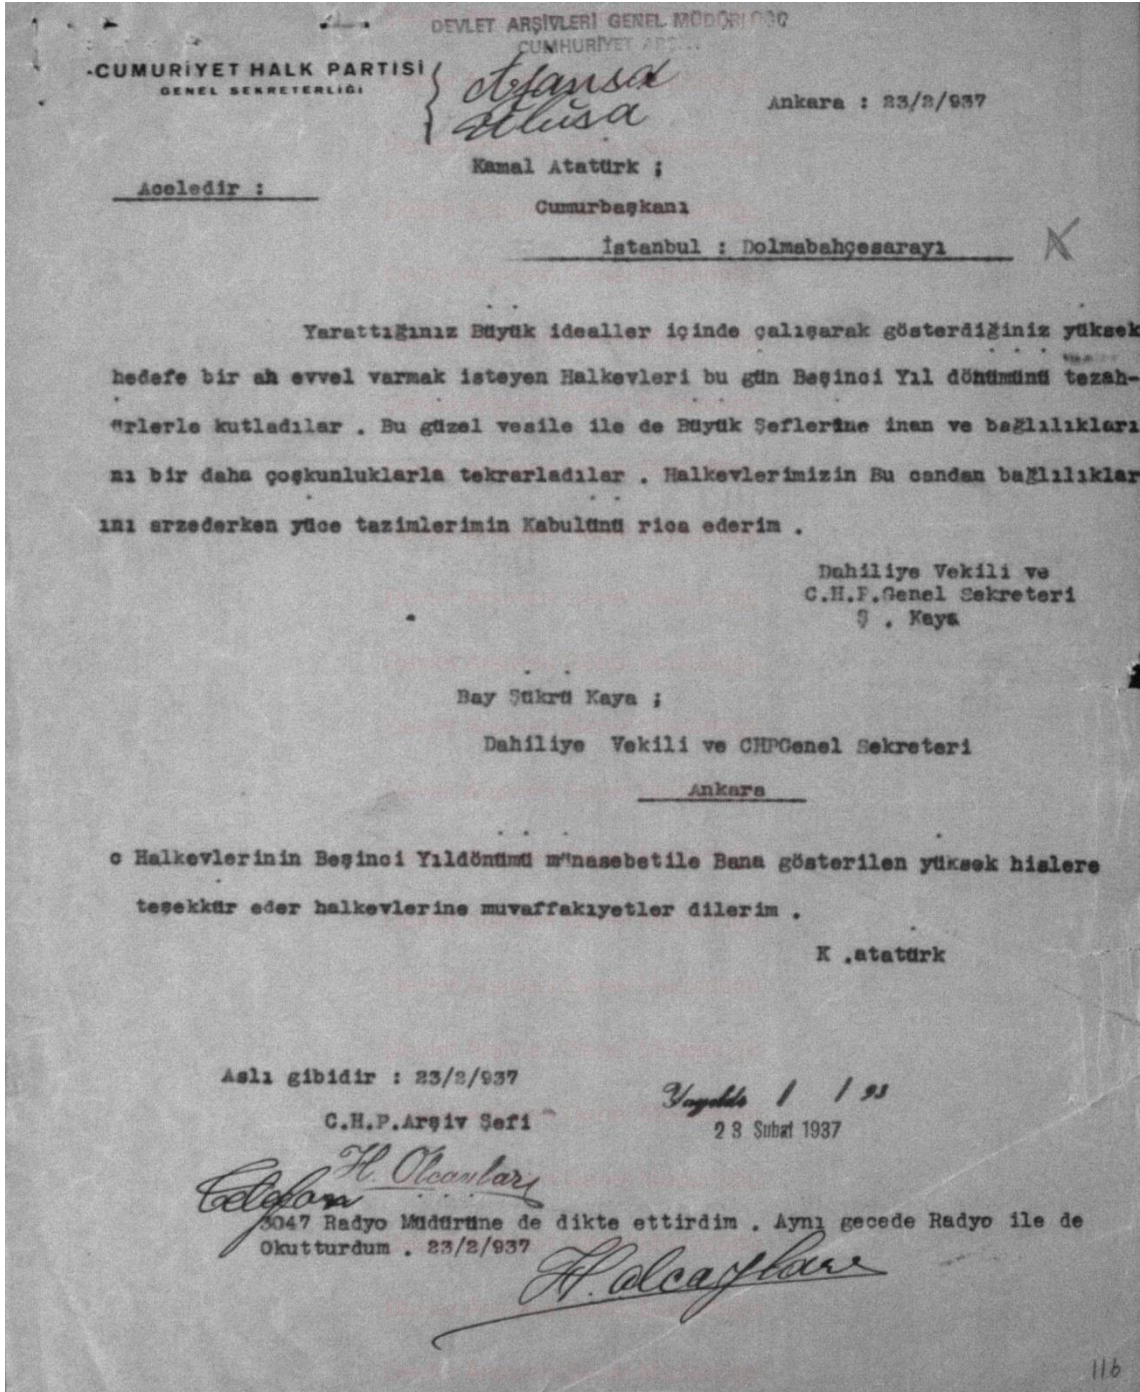 DEVLET ARŞİVLERİ GENEL MÜDÜRLÜĞÜ
CUMHURİYET
CUMURİYET HALK PARTİSİ
GENEL SEKRETERLİĞİ
Ajansa
Ulusa
Ankara : 23/2/937
Kamal Atatürk ;
Aceledir :
Cumurbaşkanı
İstanbul : Dolmabahçesarayı
Yarattığınız Büyük idealler içinde çalışarak gösterdiğiniz yüksek
hedefe bir an evvel varmak isteyen Halkevleri bu gün Beşinci Yıl dönümünü tezah-
ürlerle kutladılar . Bu güzel vesile ile de Büyük Şeflerine inan ve bağlılıkları
nı bir daha çoşkunluklarla tekrarladılar . Halkevlerimizin Bu candan bağlılıklar
ını arzederken yüce tazimlerimin Kabulünü rica ederim .
Dahiliye Vekili ve
C.H.P.Genel Sekreteri
Ş . Kaya
Bay Şükrü Kaya ;
Dahiliye Vekili ve CHPGenel Sekreteri
Ankara
c Halkevlerinin Beşinci Yıldönümü münasebetile Bana gösterilen yüksek hislere
teşekkür eder halkevlerine muvaffakıyetler dilerim .
K .atatürk
Aslı gibidir : 23/2/937
C.H.P.Arşiv Şefi
Yayıldı / / 93
23 Şubat 1937
Telefon
3047 Radyo Müdürüne de dikte ettirdim . Aynı gecede Radyo ile de
Okutturdum . 23/2/937
116